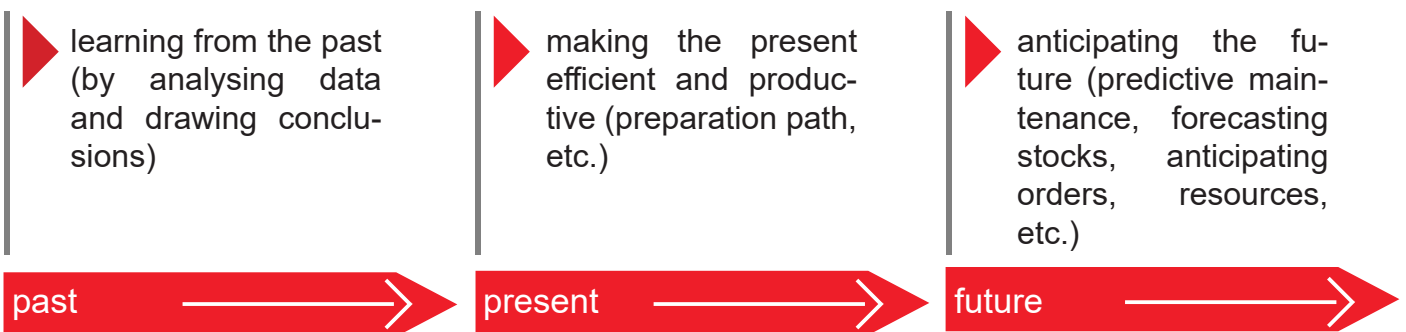 learning from the past
(by analysing data
and drawing conclu-
sions)
making the present
efficient and produc-
tive (preparation path,
etc.)
anticipating the fu-
ture (predictive main-
tenance, forecasting
stocks, anticipating
orders, resources,
etc.)
past
present
future